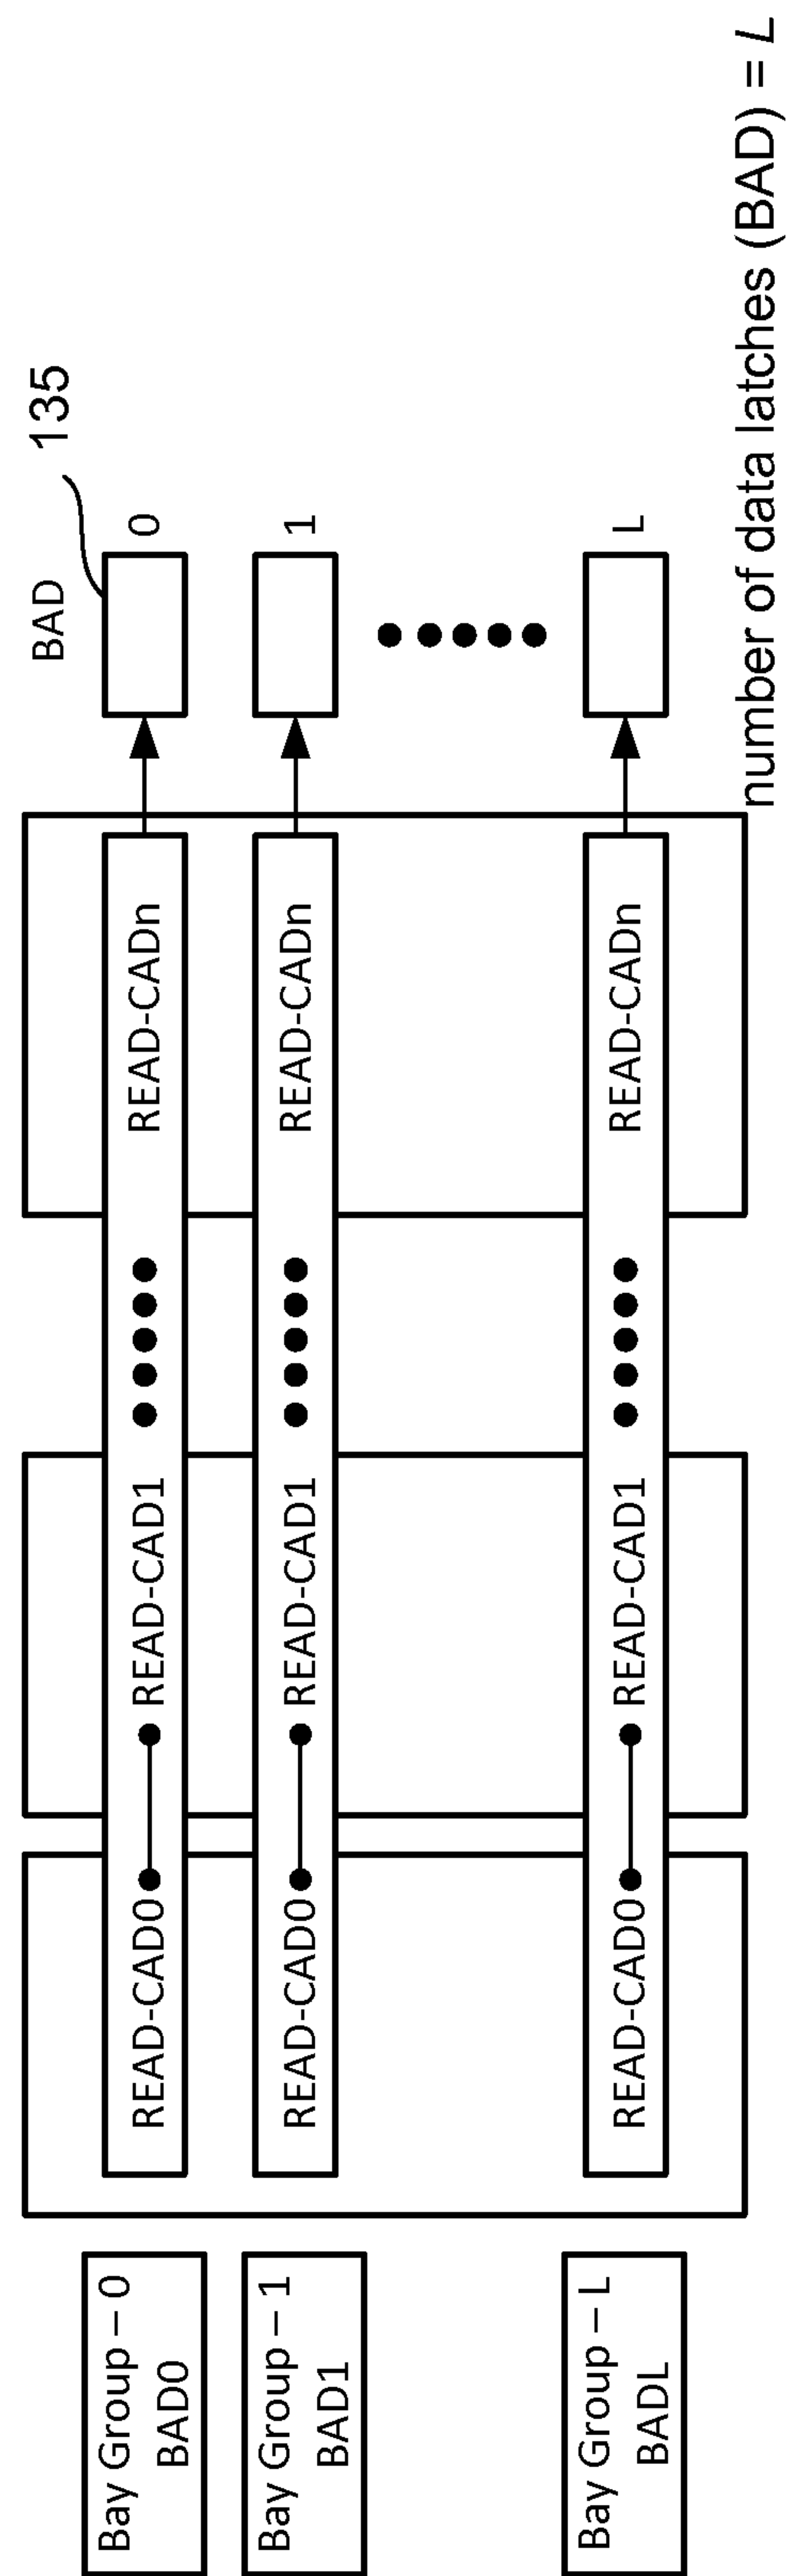 BAD
135
Bay Group – 0
BAD0
READ-CAD0
READ-CAD1
READ-CADn
0
Bay Group – 1
BAD1
READ-CAD0
READ-CAD1
READ-CADn
1
Bay Group – L
BADL
READ-CAD0
READ-CAD1
READ-CADn
L
number of data latches (BAD) = L